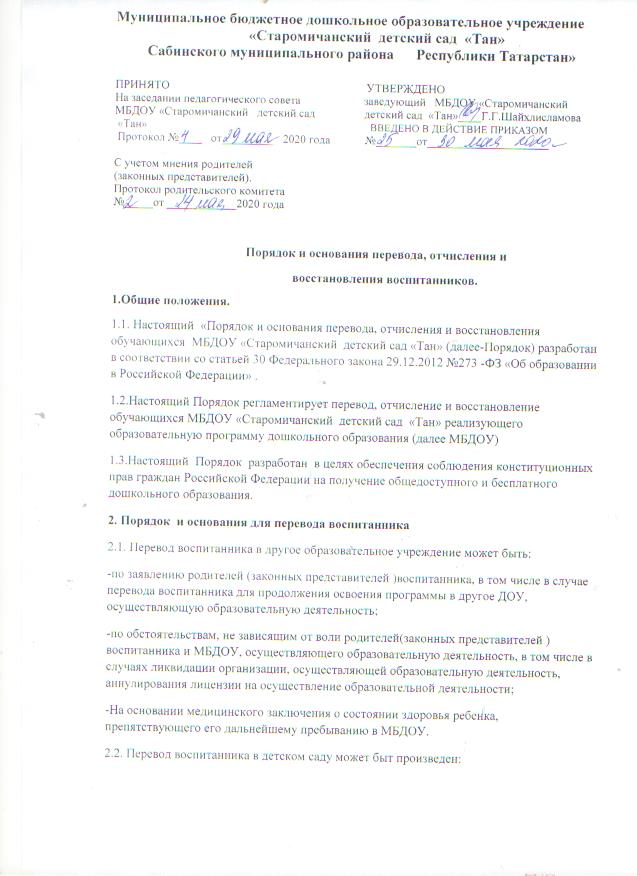 Муниципальное бюджетное дошкольное образовательное учреждение
«Старомичанский детский сад «Тан»
Сабинского муниципального района Республики Татарстан»
ПРИНЯТО
На заседании педагогического совета
МБДОУ «Старомичанский детский сад
«Тан»
Протокол № 4 от 29 мая 2020 года
УТВЕРЖДЕНО
заведующий МБДОУ «Старомичанский
детский сад «Тан» Г.Г.Шайхлисламова
ВВЕДЕНО В ДЕЙСТВИЕ ПРИКАЗОМ
№ 35 от 30 мая 2020
С учетом мнения родителей
(законных представителей).
Протокол родительского комитета
№ 2 от 24 мая 2020 года
Порядок и основания перевода, отчисления и
восстановления воспитанников.
1.Общие положения.
1.1. Настоящий «Порядок и основания перевода, отчисления и восстановления
обучающихся МБДОУ «Старомичанский детский сад «Тан» (далее-Порядок) разработан
в соответствии со статьей 30 Федерального закона 29.12.2012 №273 -ФЗ «Об образовании
в Российской Федерации» .
1.2.Настоящий Порядок регламентирует перевод, отчисление и восстановление
обучающихся МБДОУ «Старомичанский детский сад «Тан» реализующего
образовательную программу дошкольного образования (далее МБДОУ)
1.3.Настоящий Порядок разработан в целях обеспечения соблюдения конституционных
прав граждан Российской Федерации на получение общедоступного и бесплатного
дошкольного образования.
2. Порядок и основания для перевода воспитанника
2.1. Перевод воспитанника в другое образовательное учреждение может быть:
-по заявлению родителей (законных представителей )воспитанника, в том числе в случае
перевода воспитанника для продолжения освоения программы в другое ДОУ,
осуществляющую образовательную деятельность;
-по обстоятельствам, не зависящим от воли родителей(законных представителей )
воспитанника и МБДОУ, осуществляющего образовательную деятельность, в том числе в
случаях ликвидации организации, осуществляющей образовательную деятельность,
аннулирования лицензии на осуществление образовательной деятельности;
-На основании медицинского заключения о состоянии здоровья ребенка,
препятствующего его дальнейшему пребыванию в МБДОУ.
2.2. Перевод воспитанника в детском саду может быт произведен: